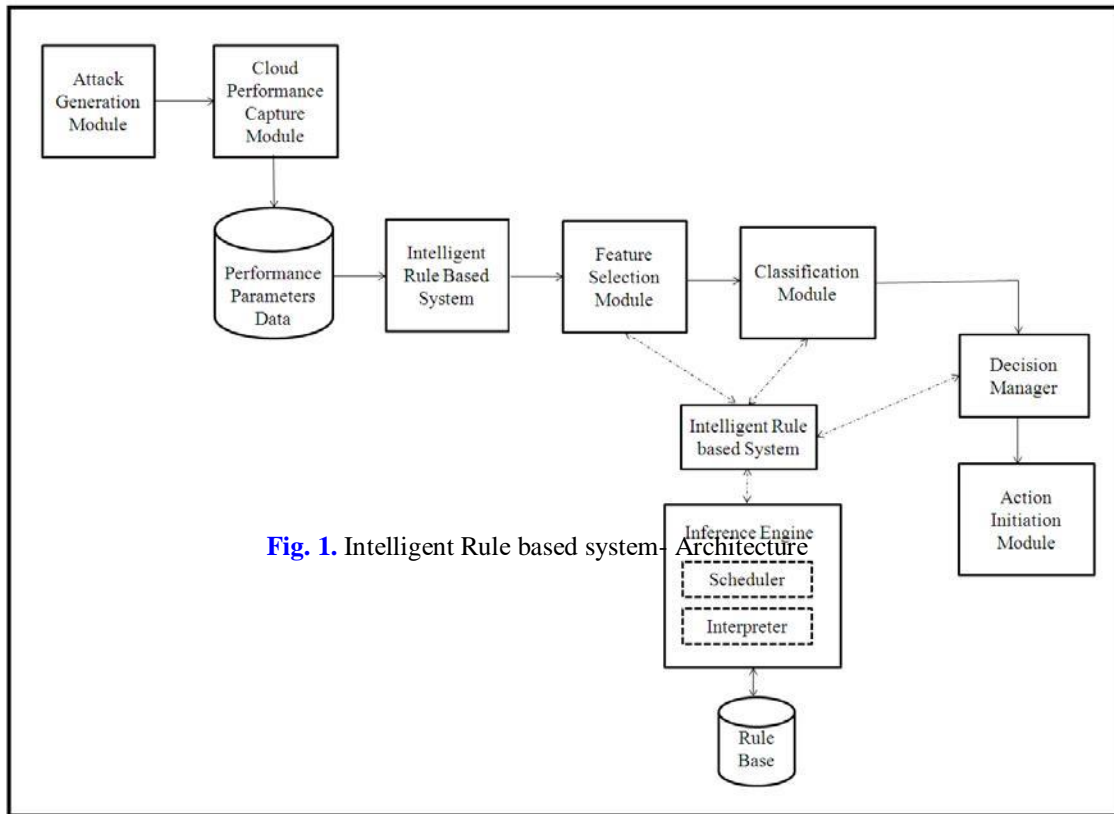 Attack
Generation
Module
Cloud
Performance
Capture
Module
Performance
Parameters
Data
Intelligent
Rule Based
System
Feature
Selection
Module
Classification
Module
Decision
Manager
Intelligent Rule
based System
Action
Initiation
Module
Inference Engine
Fig. 1. Intelligent Rule based system- Architecture
Scheduler
Interpreter
Rule
Base